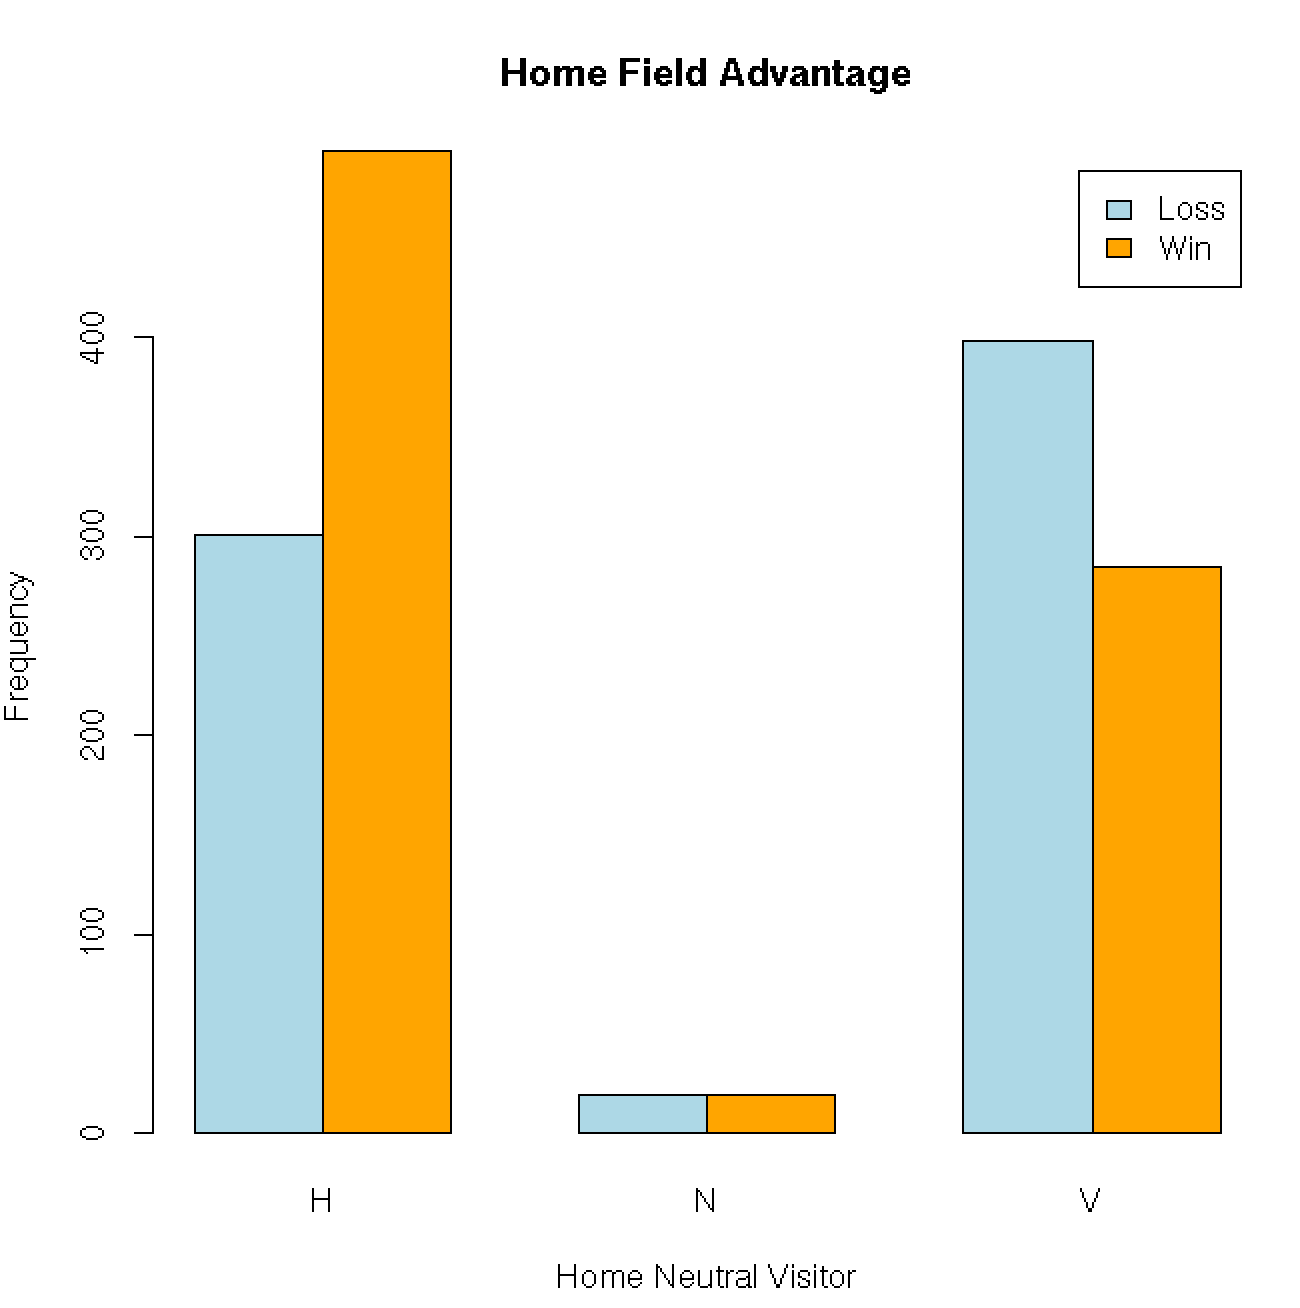 Home Field Advantage
Loss
Win
400
300
200
100
0
Frequency
H
N
V
Home Neutral Visitor